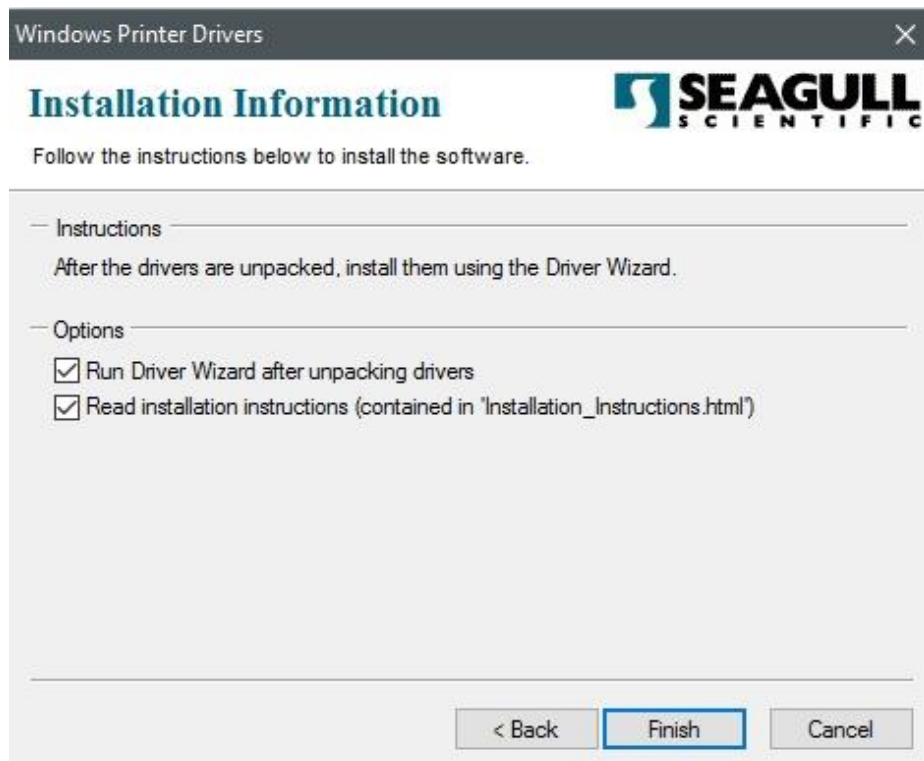 Windows Printer Drivers
Installation Information
SEAGULL
SCIENTIFIC
Follow the instructions below to install the software.
Instructions
After the drivers are unpacked, install them using the Driver Wizard.
Options
Run Driver Wizard after unpacking drivers
Read installation instructions (contained in 'Installation_Instructions.html')
< Back Finish Cancel